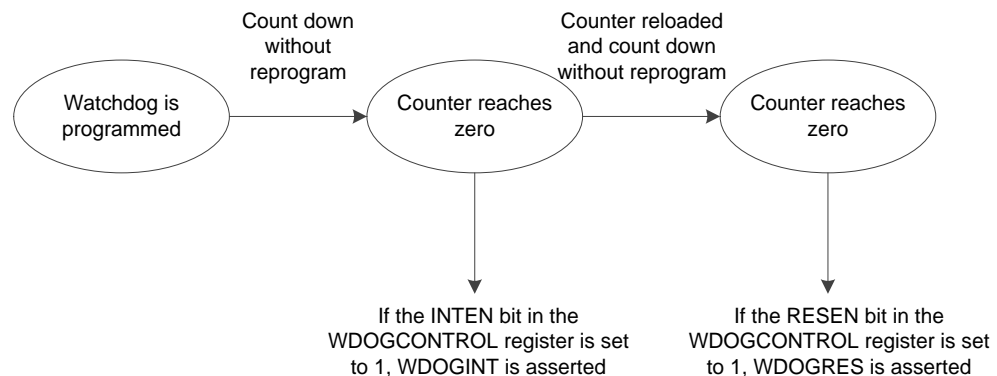 Count down
without
reprogram
Counter reloaded
and count down
without reprogram
Watchdog is
programmed
Counter reaches
zero
Counter reaches
zero
If the INTEN bit in the
WDOGCONTROL register is set
to 1, WDOGINT is asserted
If the RESEN bit in the
WDOGCONTROL register is set
to 1, WDOGRES is asserted